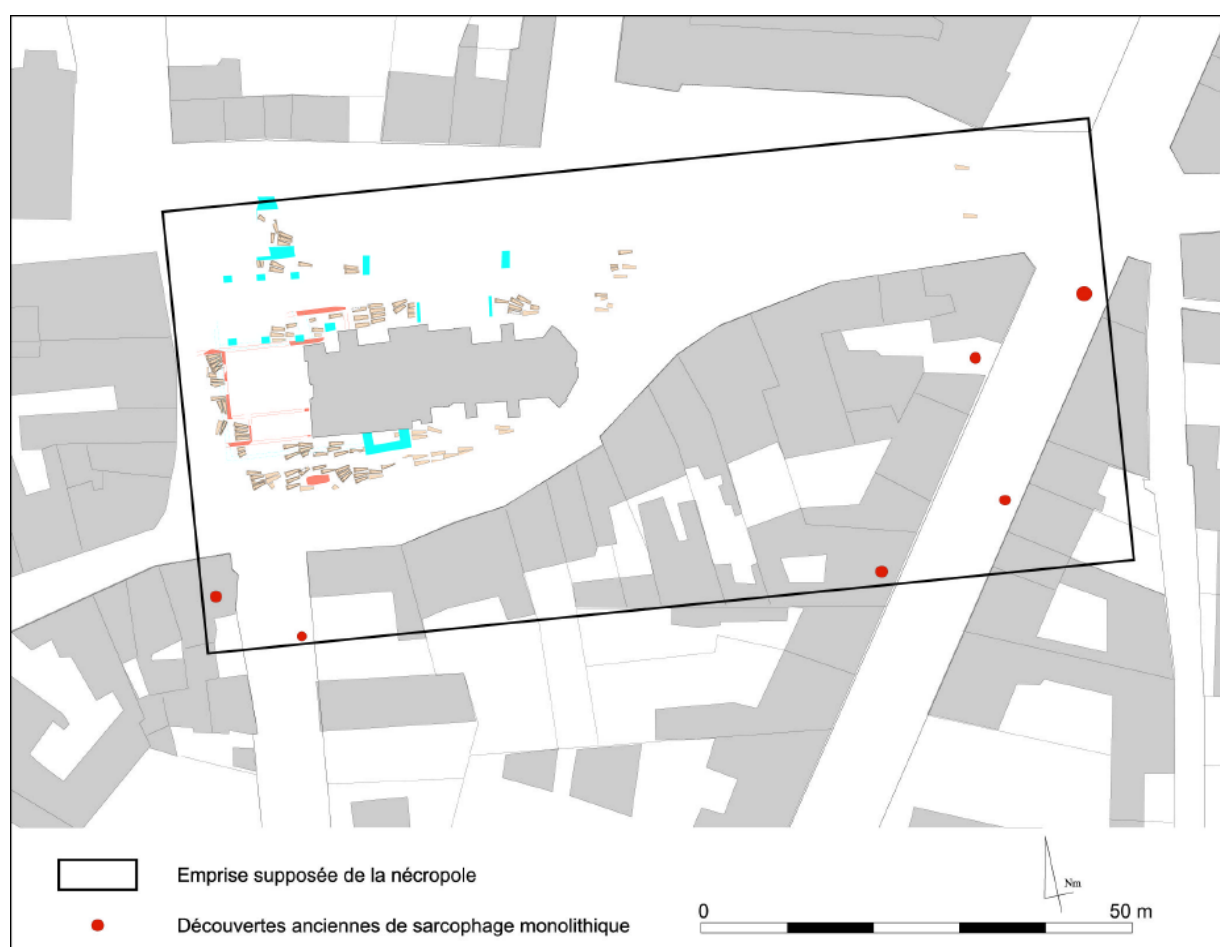 Emprise supposée de la nécropole
Nm
0 50 m
Découvertes anciennes de sarcophage monolithique